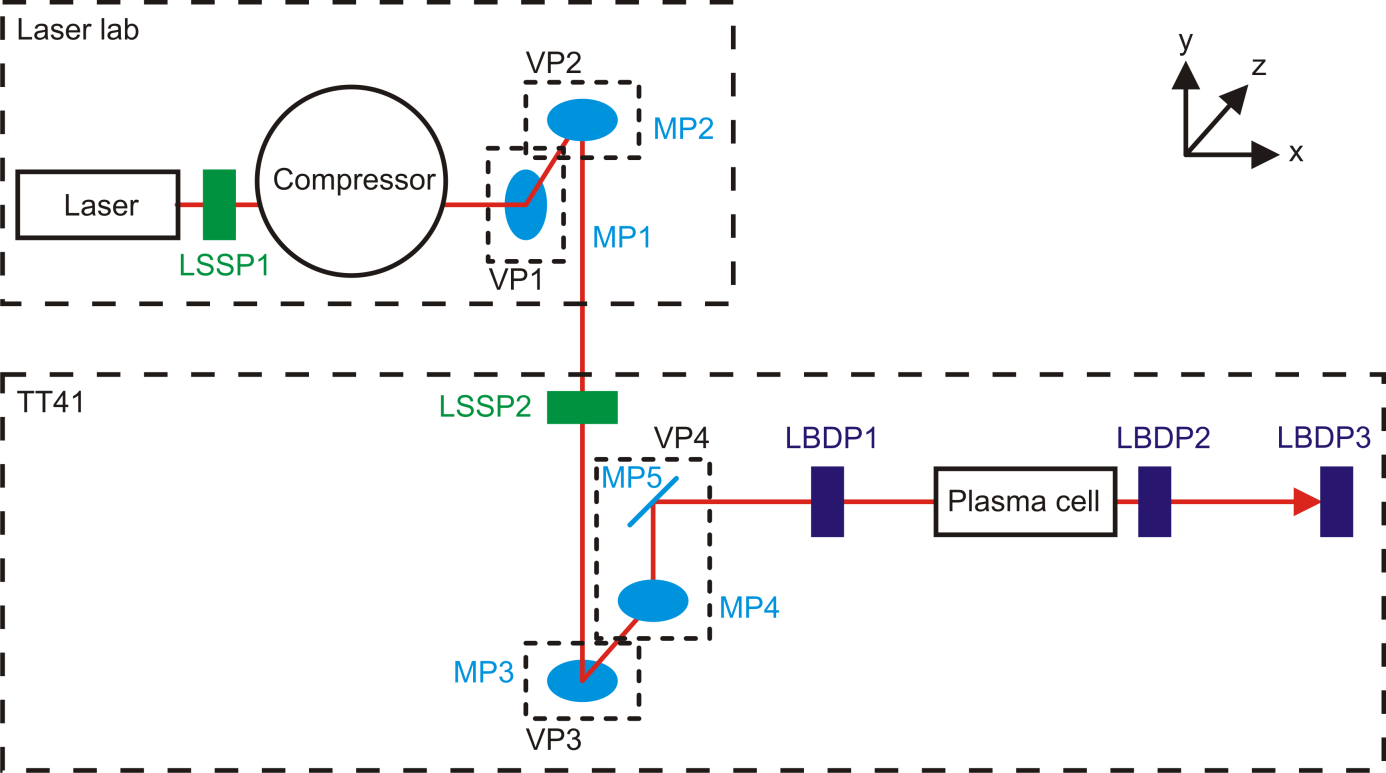 Laser lab
VP2
y
z
MP2
x
Compressor
Laser
MP1
LSSP1
VP1
TT41
LSSP2
VP4
LBDP1
LBDP2
LBDP3
MP5
Plasma cell
MP4
MP3
VP3